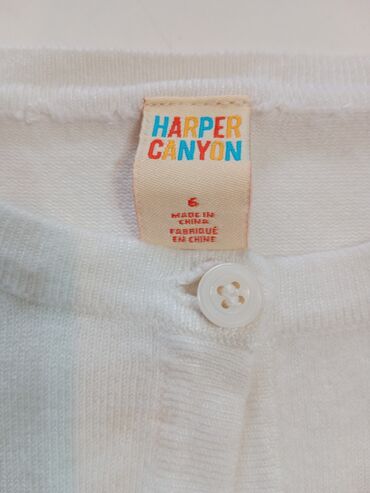 HARPER
CANYON
6
MADE IN
CHINA
FABRIQUÉ
EN CHINE